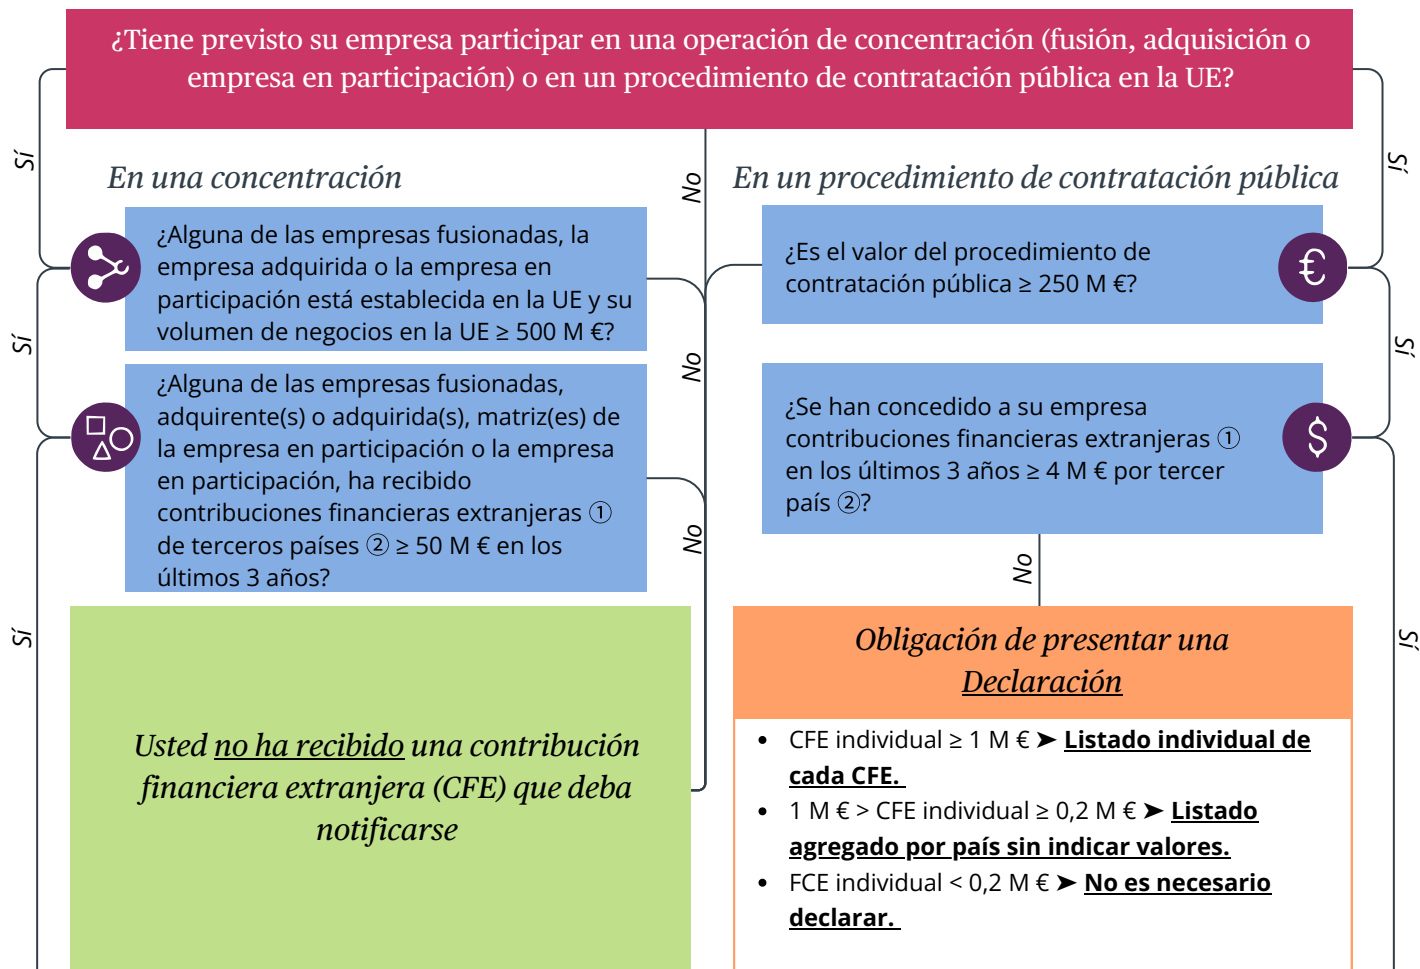 ¿Tiene previsto su empresa participar en una operación de concentración (fusión, adquisición o
empresa en participación) o en un procedimiento de contratación pública en la UE?
Sí
No
Sí
En una concentración
¿Alguna de las empresas fusionadas, la
empresa adquirida o la empresa en
participación está establecida en la UE y su
volumen de negocios en la UE ≥ 500 M €?
Sí
No
¿Alguna de las empresas fusionadas,
adquirente(s) o adquirida(s), matriz(es) de
la empresa en participación o la empresa
en participación, ha recibido
contribuciones financieras extranjeras ①
de terceros países ② ≥ 50 M € en los
últimos 3 años?
Sí
No
Usted no ha recibido una contribución
financiera extranjera (CFE) que deba
notificarse
En un procedimiento de contratación pública
¿Es el valor del procedimiento de
contratación pública ≥ 250 M €?
€
Sí
¿Se han concedido a su empresa
contribuciones financieras extranjeras ①
en los últimos 3 años ≥ 4 M € por tercer
país ②?
$
No
Sí
Obligación de presentar una
Declaración
• CFE individual ≥ 1 M € ➤ Listado individual de
cada CFE.
• 1 M € > CFE individual ≥ 0,2 M € ➤ Listado
agregado por país sin indicar valores.
• FCE individual < 0,2 M € ➤ No es necesario
declarar.